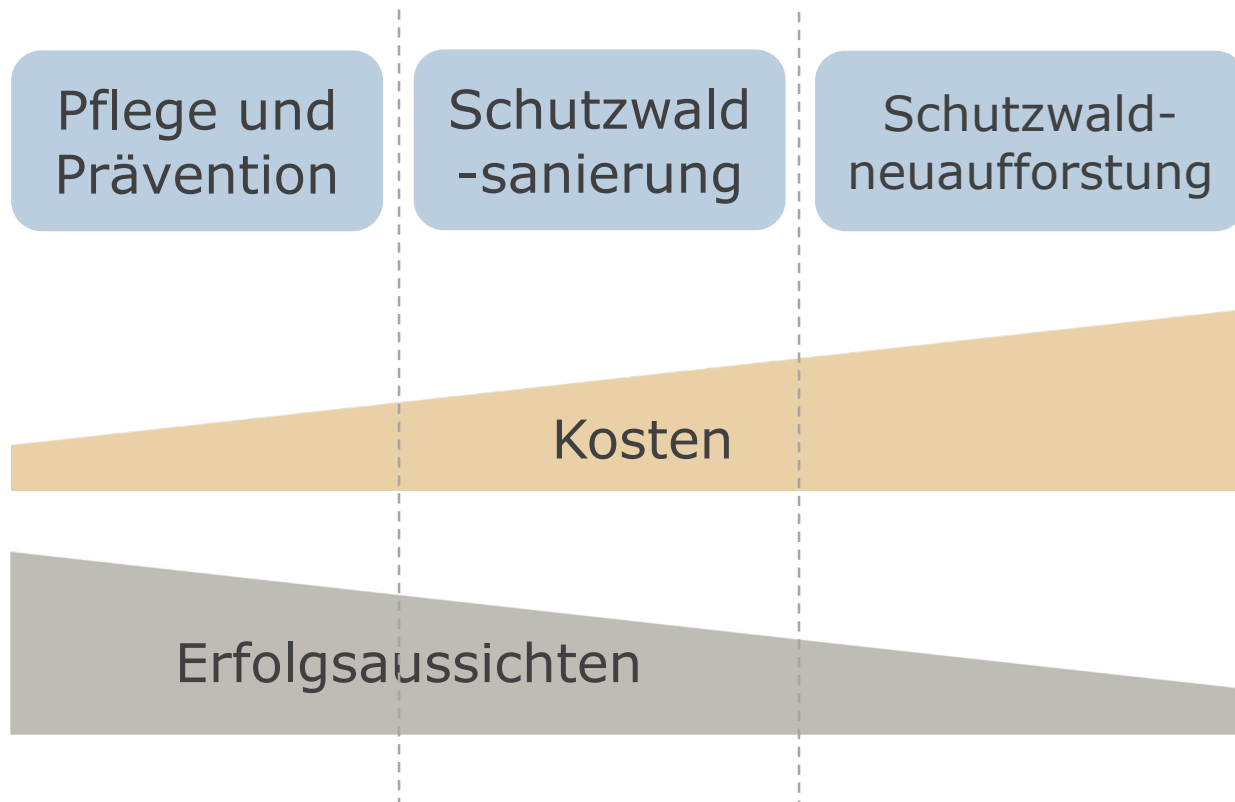 Pflege und
Prävention
Schutzwald
-sanierung
Schutzwald-
neuaufforstung
Kosten
Erfolgsaussichten